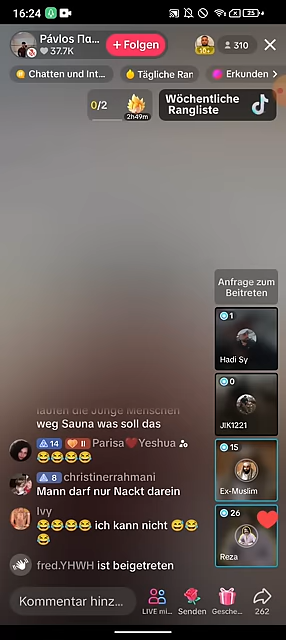 16:24
25%
Pávlos Πα...
37.7K
+ Folgen
10+
310
Chatten und Int...
Tägliche Ran
Erkunden
0/2
2h49m
Wöchentliche
Rangliste
Anfrage zum
Beitreten
1
Hadi Sy
0
JIK1221
15
Ex-Muslim
26
Reza
laufen die Junge Menschen
weg Sauna was soll das
14 II Parisa❤️Yeshua
😂😂😂😂
8 christinerrahmani
Mann darf nur Nackt darein
Ivy
😂😂😂😂 ich kann nicht 😅😂
😂
fred.YHWH ist beigetreten
Kommentar hinz...
LIVE mi...
Senden
Gesche...
262